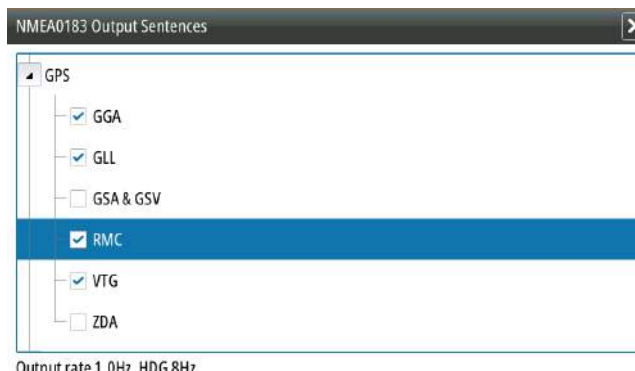 NMEA0183 Output Sentences
GPS
GGA
GLL
GSA & GSV
RMC
VTG
ZDA
Output rate 1.0Hz, HDG 8Hz